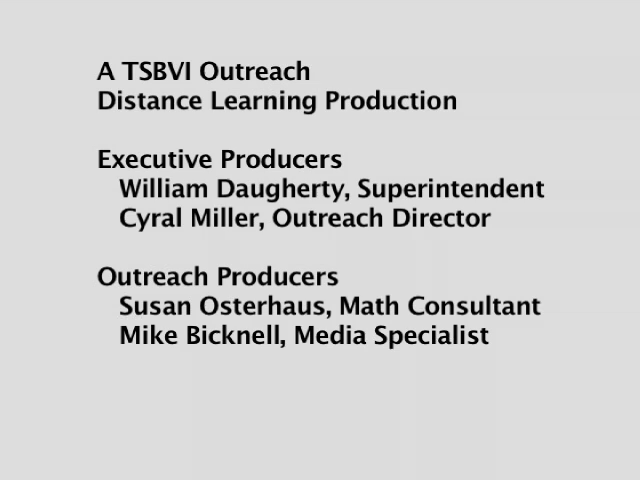 A TSBVI Outreach
Distance Learning Production
Executive Producers
William Daugherty, Superintendent
Cyral Miller, Outreach Director
Outreach Producers
Susan Osterhaus, Math Consultant
Mike Bicknell, Media Specialist